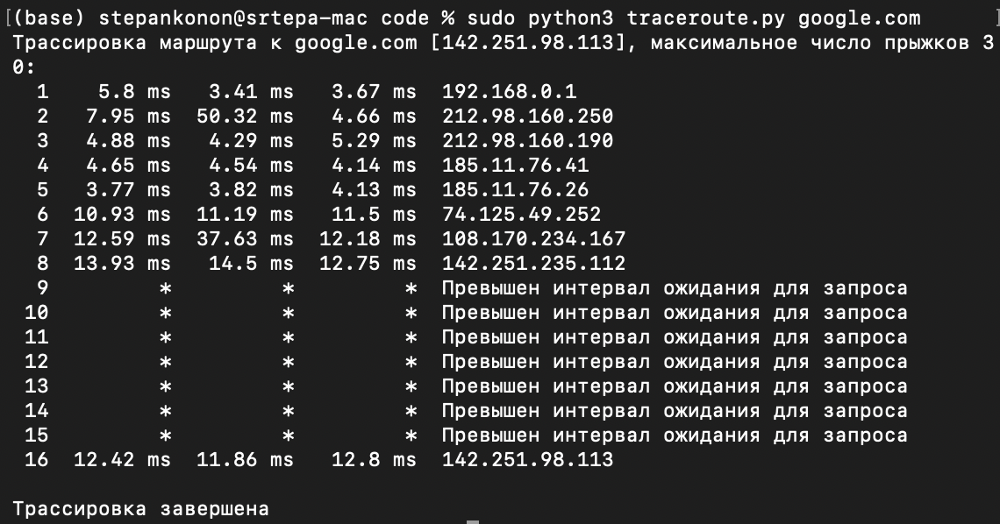 [(base) stepankonon@srtepa-mac code % sudo python3 traceroute.py google.com ]
Трассировка маршрута к google.com [142.251.98.113], максимальное число прыжков 3
0:
1 5.8 ms 3.41 ms 3.67 ms 192.168.0.1
2 7.95 ms 50.32 ms 4.66 ms 212.98.160.250
3 4.88 ms 4.29 ms 5.29 ms 212.98.160.190
4 4.65 ms 4.54 ms 4.14 ms 185.11.76.41
5 3.77 ms 3.82 ms 4.13 ms 185.11.76.26
6 10.93 ms 11.19 ms 11.5 ms 74.125.49.252
7 12.59 ms 37.63 ms 12.18 ms 108.170.234.167
8 13.93 ms 14.5 ms 12.75 ms 142.251.235.112
9 * * * Превышен интервал ожидания для запроса
10 * * * Превышен интервал ожидания для запроса
11 * * * Превышен интервал ожидания для запроса
12 * * * Превышен интервал ожидания для запроса
13 * * * Превышен интервал ожидания для запроса
14 * * * Превышен интервал ожидания для запроса
15 * * * Превышен интервал ожидания для запроса
16 12.42 ms 11.86 ms 12.8 ms 142.251.98.113
Трассировка завершена